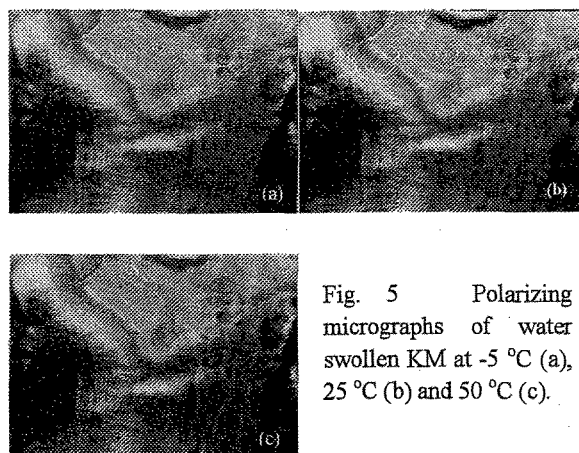 (a)
(b)
(c)
Fig. 5 Polarizing
micrographs of water
swollen KM at -5 °C (a),
25 °C (b) and 50 °C (c).